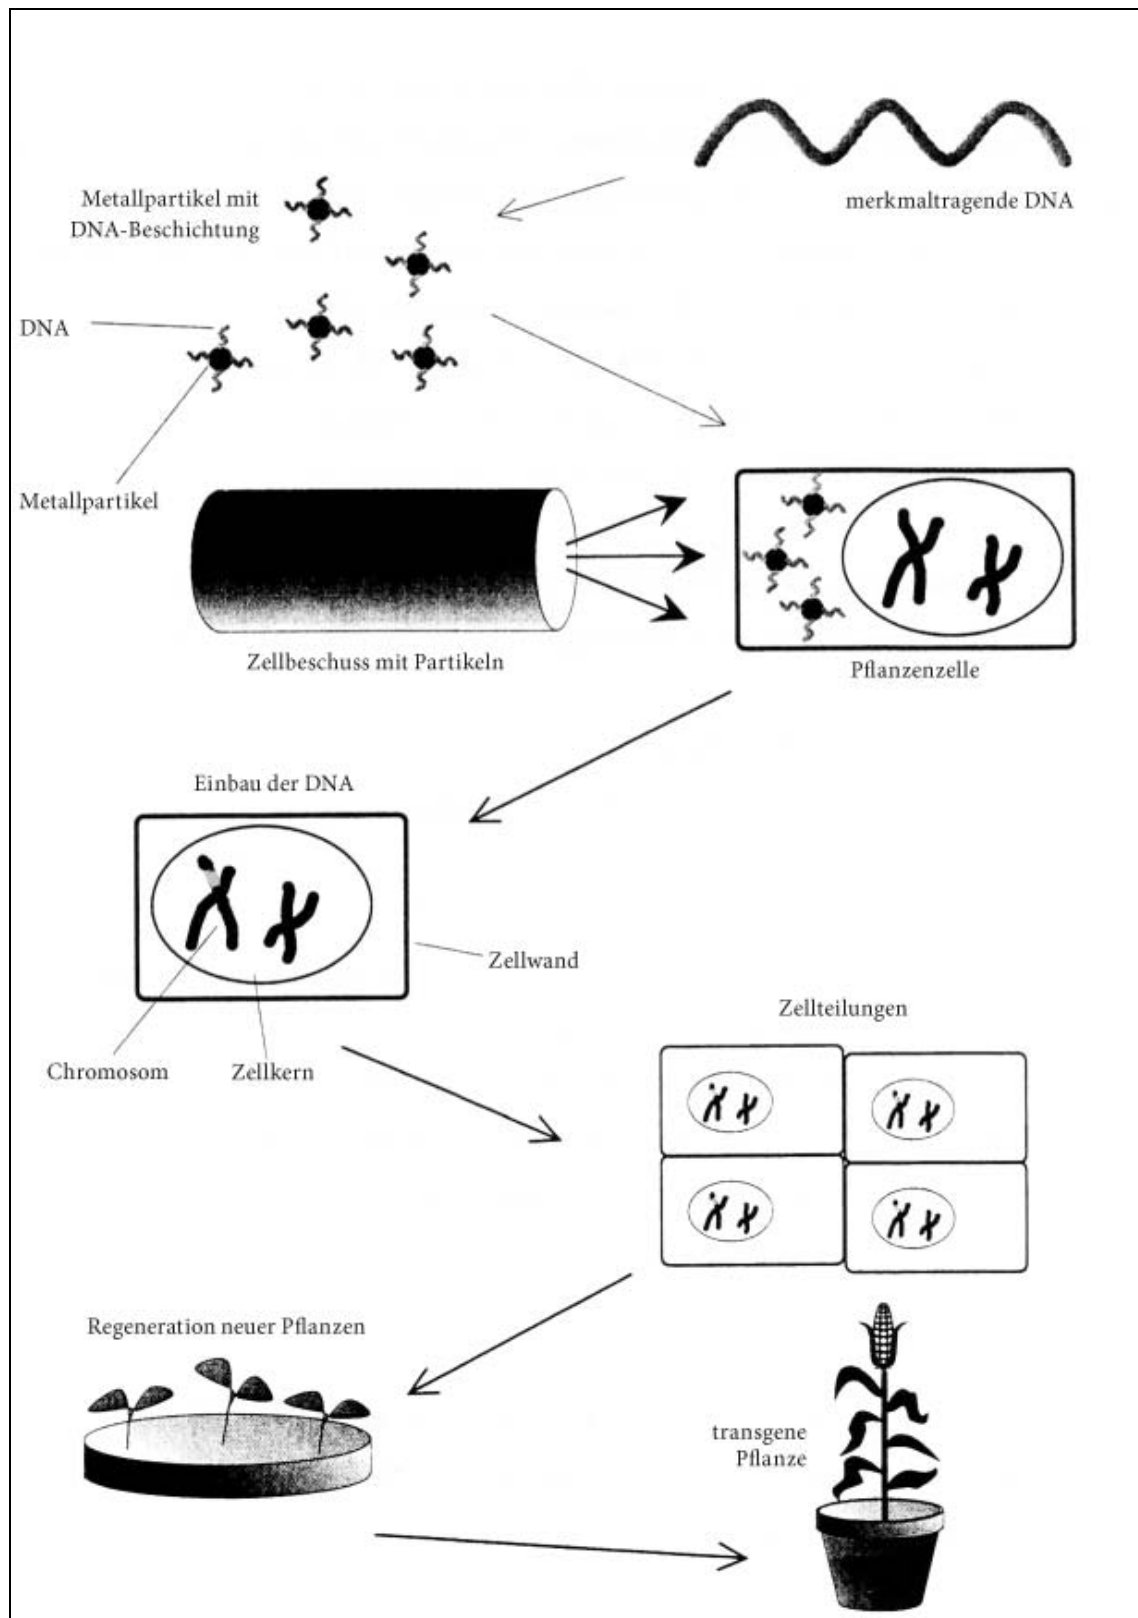 merkmaltragende DNA
Metallpartikel mit
DNA-Beschichtung
DNA
Metallpartikel
Zellbeschuss mit Partikeln
Pflanzenzelle
Einbau der DNA
Zellwand
Chromosom
Zellkern
Zellteilungen
Regeneration neuer Pflanzen
transgene
Pflanze